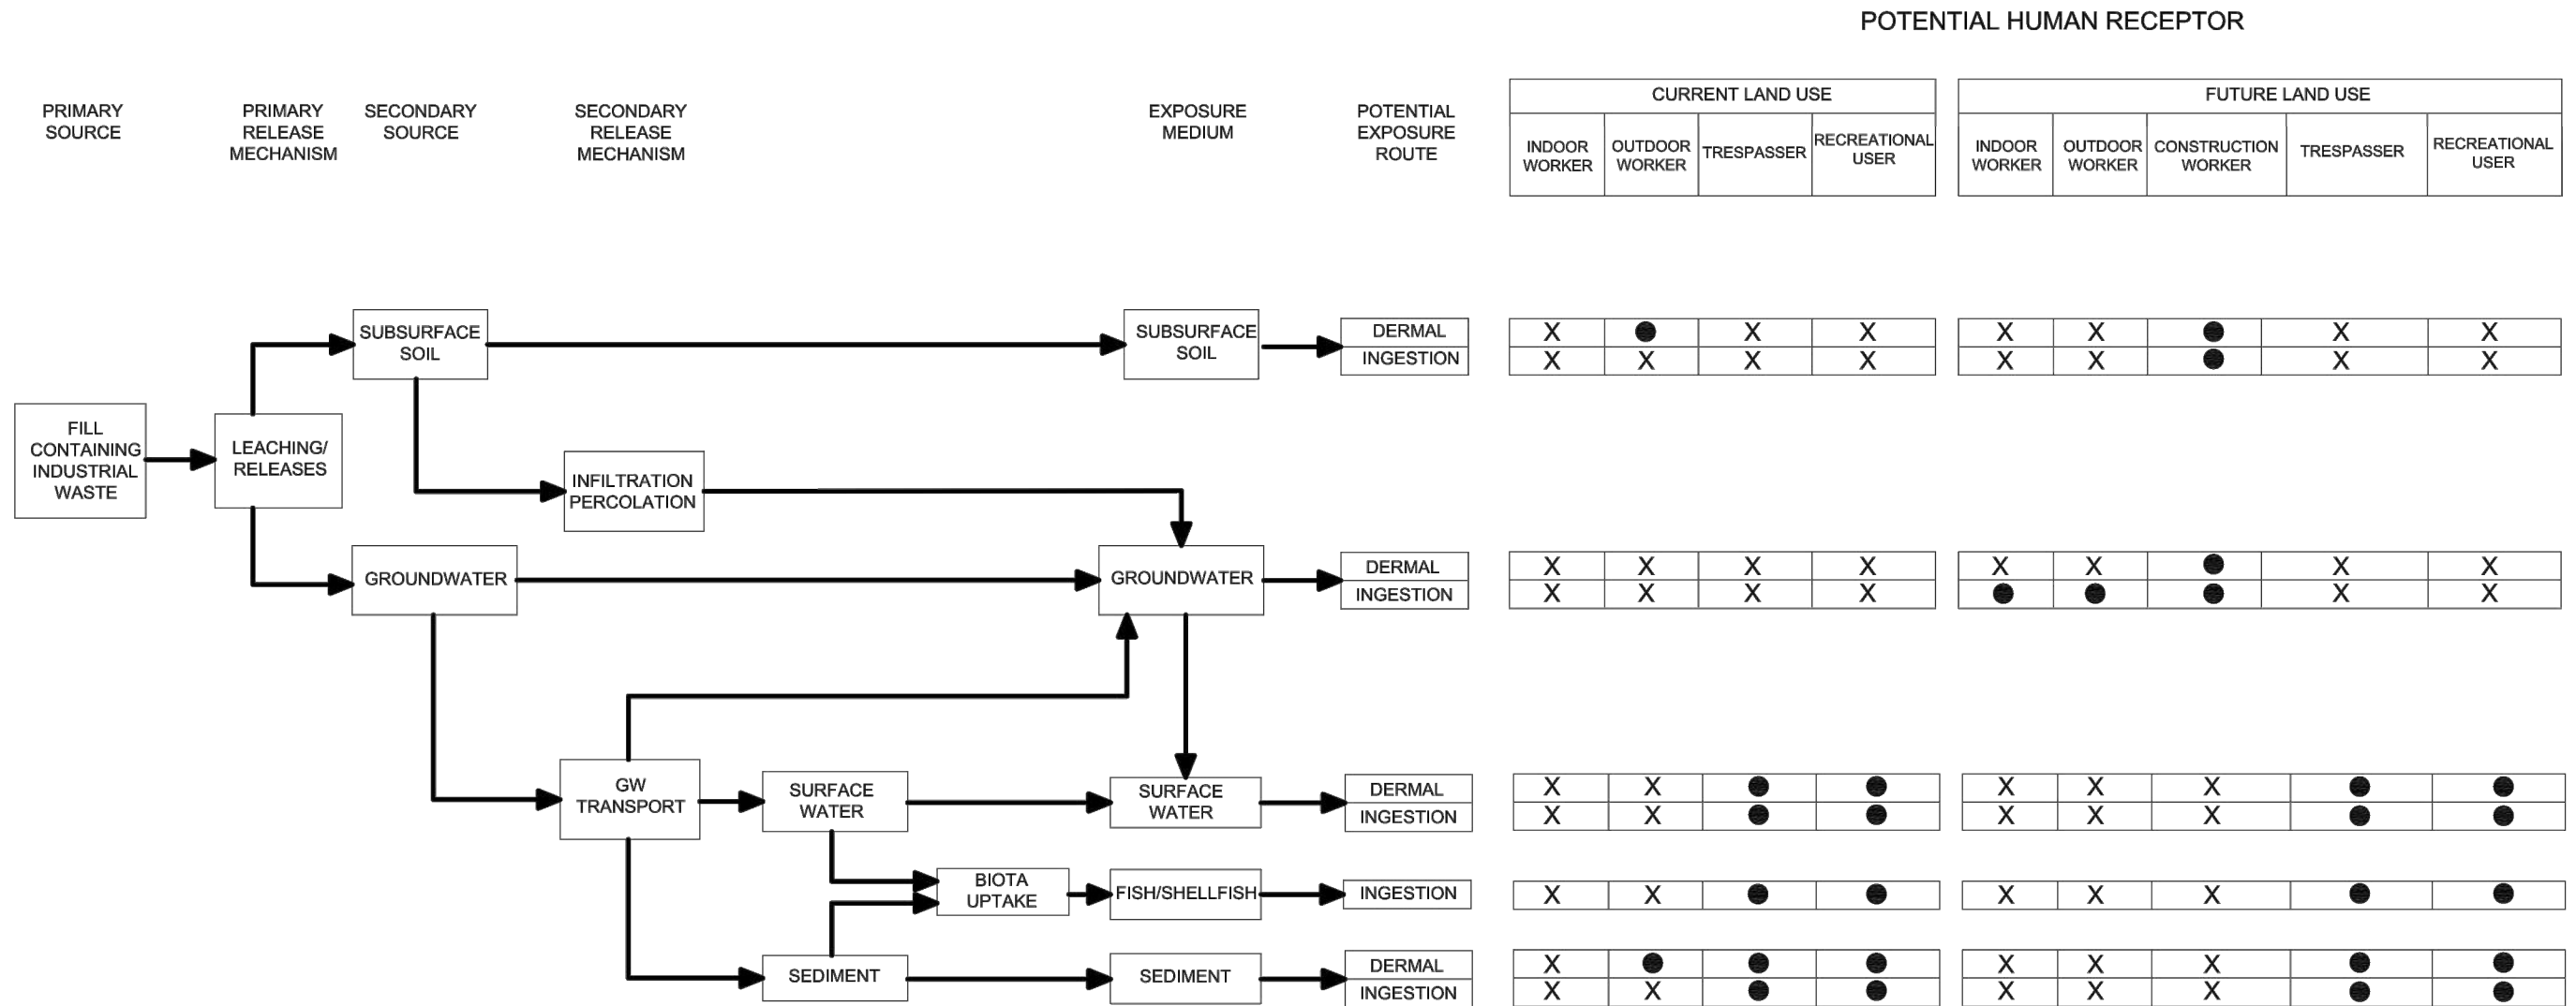 POTENTIAL HUMAN RECEPTOR
PRIMARY
SOURCE
PRIMARY
RELEASE
MECHANISM
SECONDARY
SOURCE
SECONDARY
RELEASE
MECHANISM
EXPOSURE
MEDIUM
POTENTIAL
EXPOSURE
ROUTE
CURRENT LAND USE
INDOOR
WORKER
OUTDOOR
WORKER
TRESPASSER
RECREATIONAL
USER
FUTURE LAND USE
INDOOR
WORKER
OUTDOOR
WORKER
CONSTRUCTION
WORKER
TRESPASSER
RECREATIONAL
USER
SUBSURFACE
SOIL
SUBSURFACE
SOIL
DERMAL X X X X X X X
INGESTION X X X X X X X X
FILL
CONTAINING
INDUSTRIAL
WASTE
LEACHING/
RELEASES
INFILTRATION
PERCOLATION
GROUNDWATER
GROUNDWATER
DERMAL X X X X X X X X
INGESTION X X X X X X
GW
TRANSPORT
SURFACE
WATER
SURFACE
WATER
DERMAL X X X X X
INGESTION X X X X X
BIOTA
UPTAKE
FISH/SHELLFISH
INGESTION X X X X X
SEDIMENT
SEDIMENT
DERMAL X X X X
INGESTION X X X X X